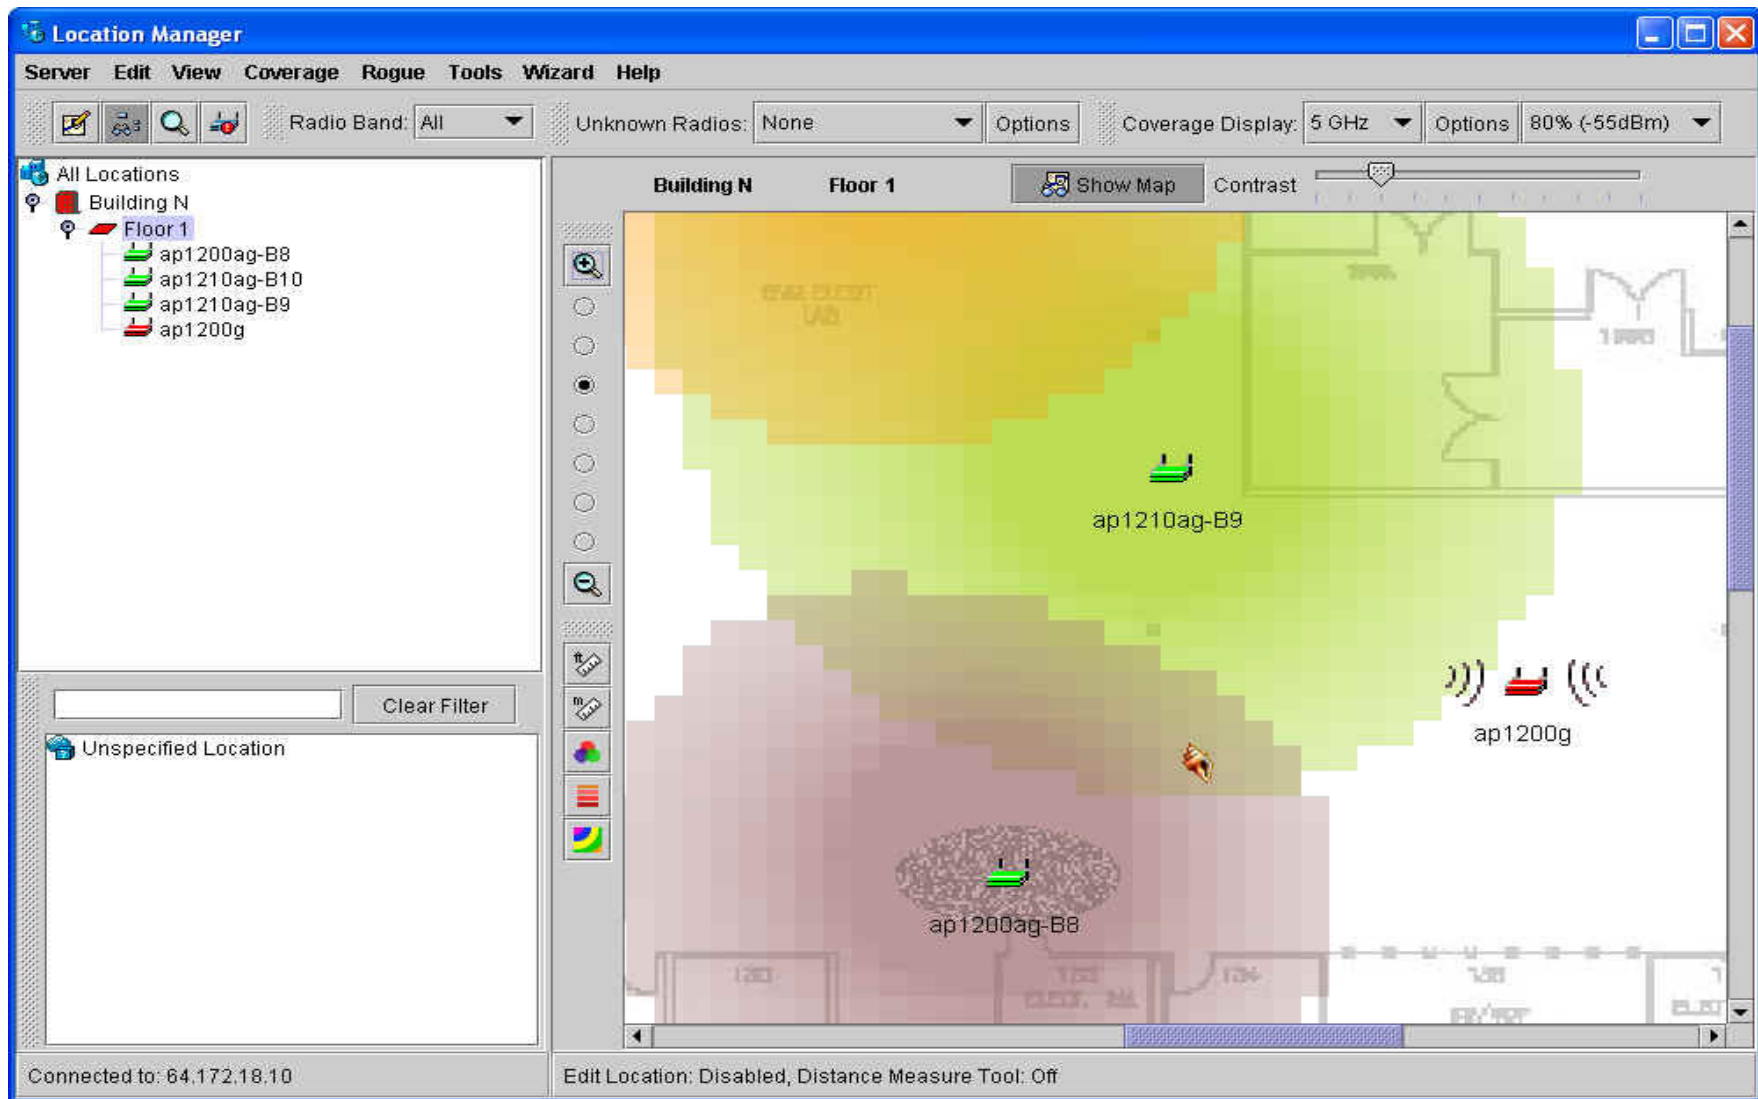 Location Manager
Server Edit View Coverage Rogue Tools Wizard Help
Radio Band: All Unknown Radios: None Options Coverage Display: 5 GHz Options 80% (-55dBm)
All Locations
Building N
Floor 1
ap1200ag-B8
ap1210ag-B10
ap1210ag-B9
ap1200g
Clear Filter
Unspecified Location
Building N Floor 1 Show Map Contrast
ft
m
LAB
ap1210ag-B9
ap1200g
ap1200ag-B8
Connected to: 64.172.18.10
Edit Location: Disabled, Distance Measure Tool: Off